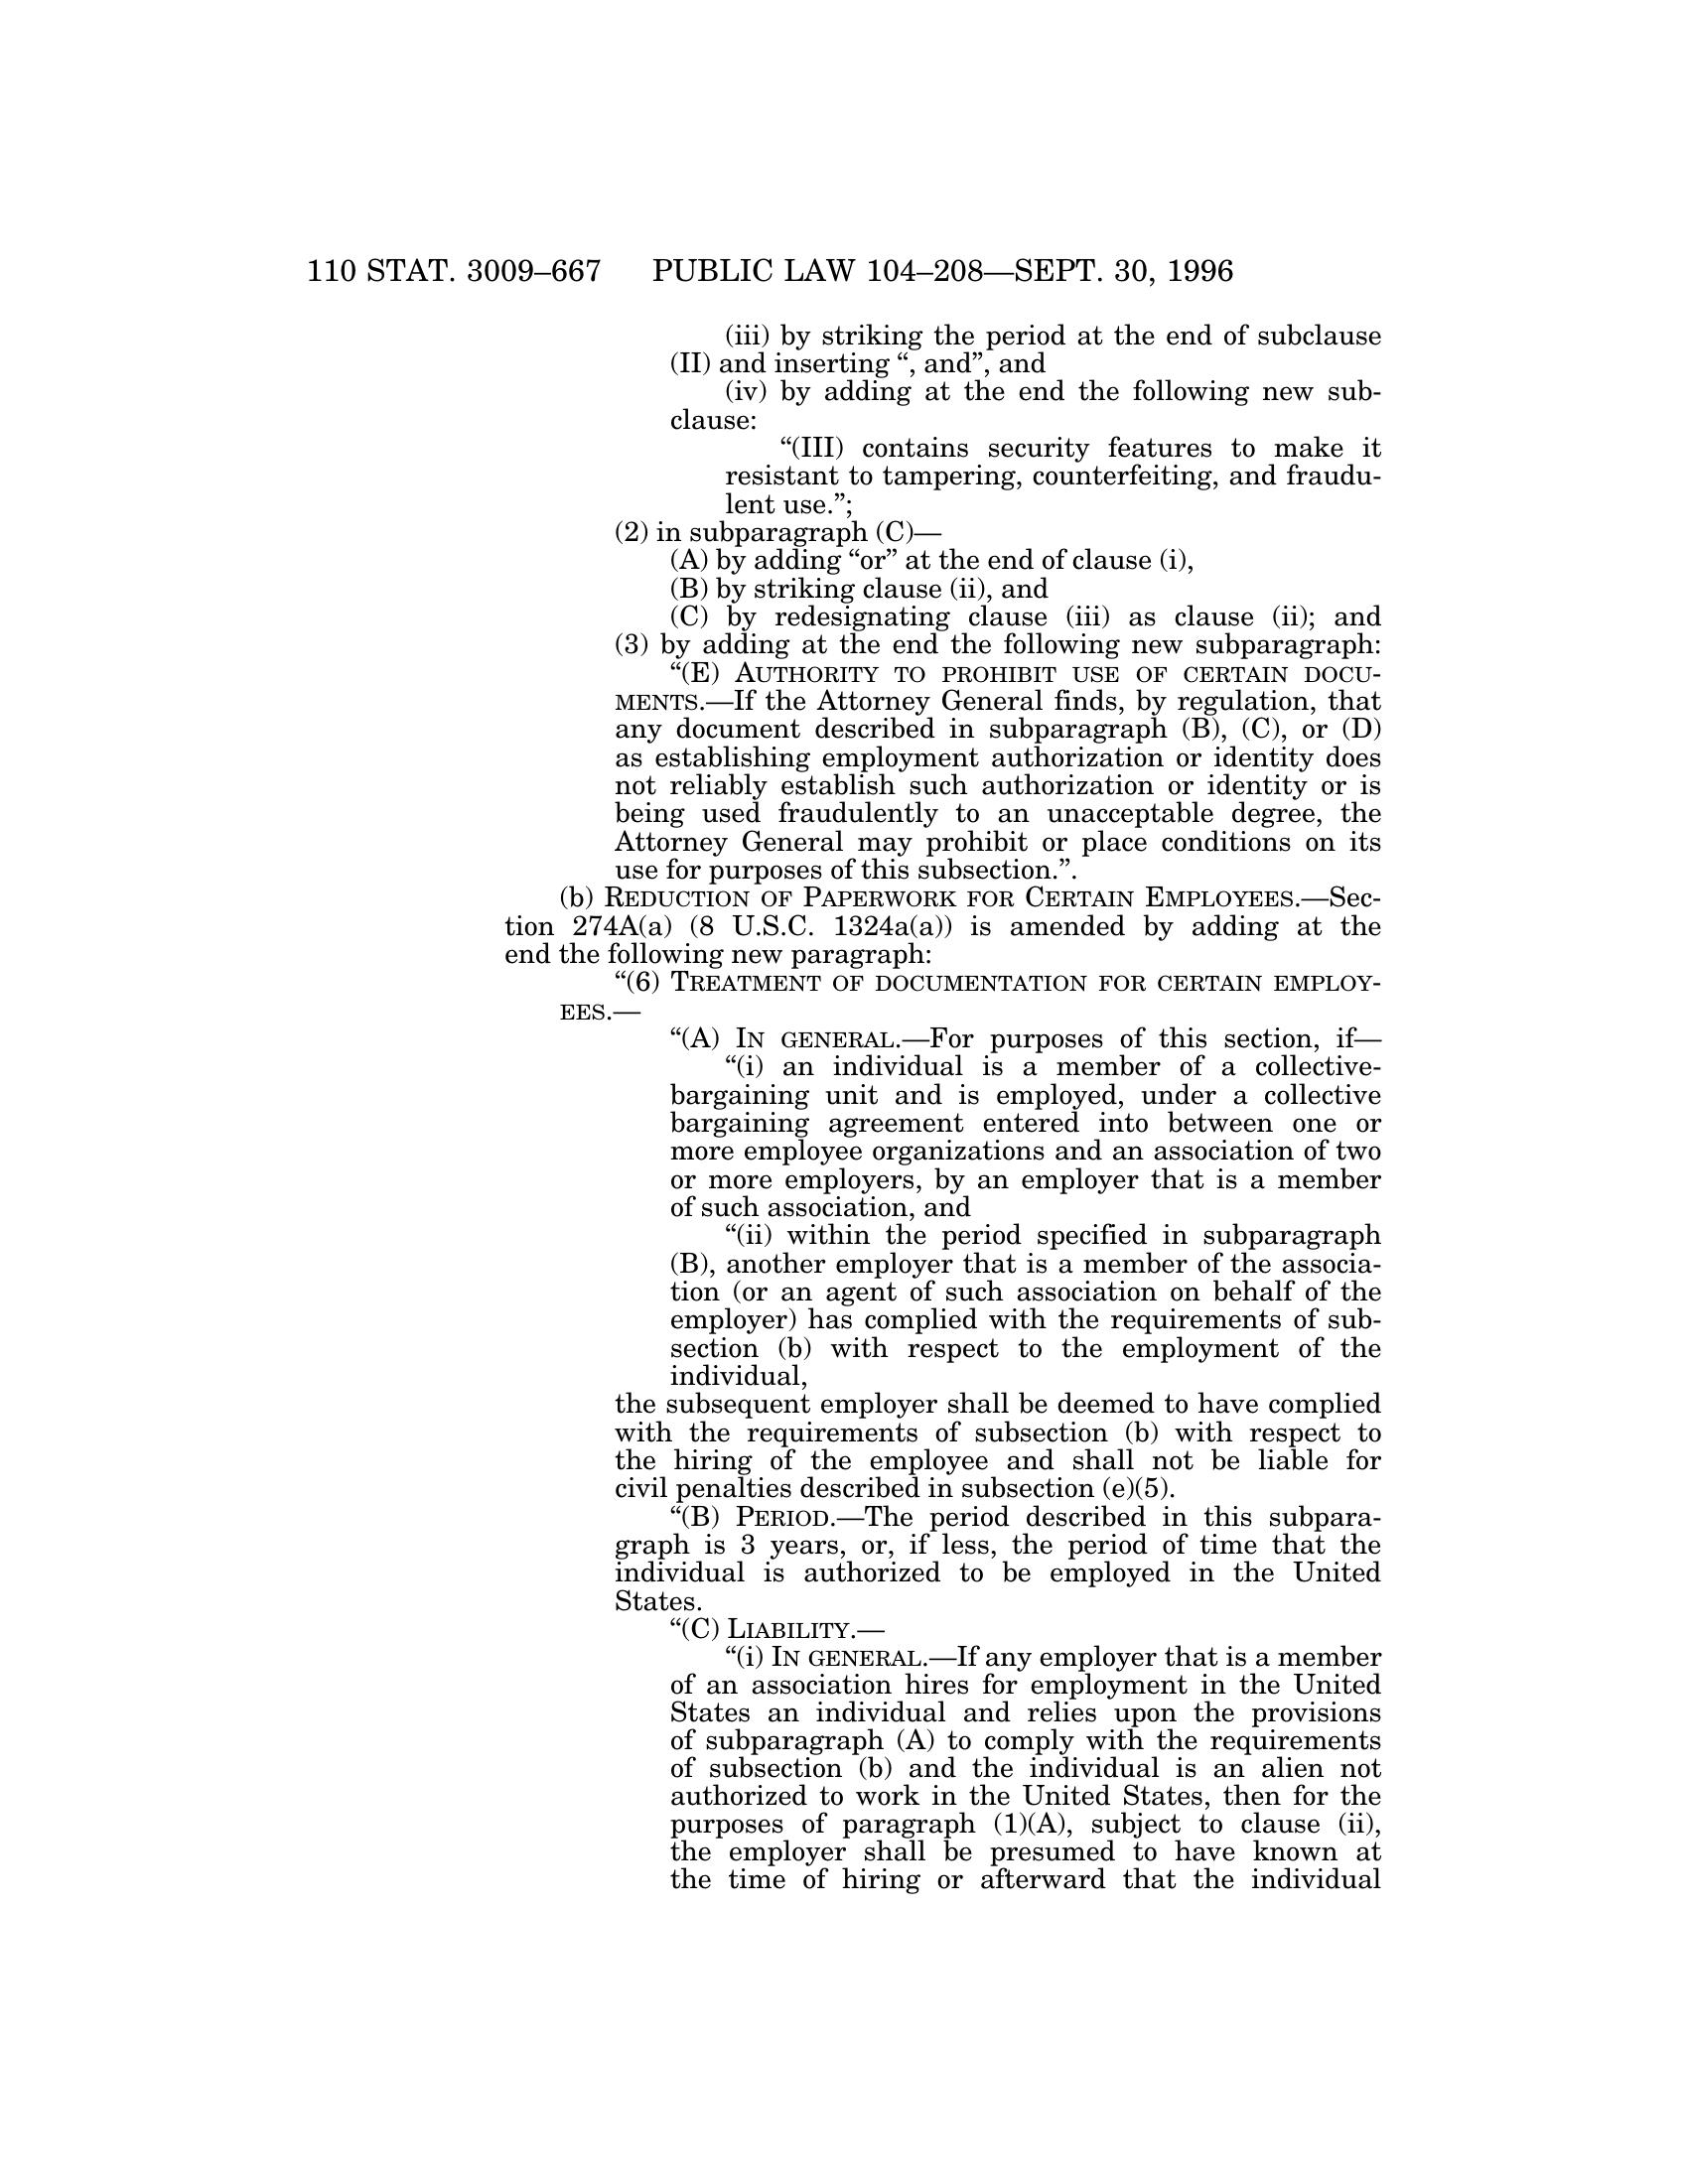 110 STAT. 3009–667 PUBLIC LAW 104–208—SEPT. 30, 1996
(iii) by striking the period at the end of subclause
(II) and inserting “, and”, and
(iv) by adding at the end the following new sub-
clause:
“(III) contains security features to make it
resistant to tampering, counterfeiting, and fraudu-
lent use.”;
(2) in subparagraph (C)—
(A) by adding “or” at the end of clause (i),
(B) by striking clause (ii), and
(C) by redesignating clause (iii) as clause (ii); and
(3) by adding at the end the following new subparagraph:
“(E) AUTHORITY TO PROHIBIT USE OF CERTAIN DOCU-
MENTS.—If the Attorney General finds, by regulation, that
any document described in subparagraph (B), (C), or (D)
as establishing employment authorization or identity does
not reliably establish such authorization or identity or is
being used fraudulently to an unacceptable degree, the
Attorney General may prohibit or place conditions on its
use for purposes of this subsection.”.
(b) REDUCTION OF PAPERWORK FOR CERTAIN EMPLOYEES.—Sec-
tion 274A(a) (8 U.S.C. 1324a(a)) is amended by adding at the
end the following new paragraph:
“(6) TREATMENT OF DOCUMENTATION FOR CERTAIN EMPLOY-
EES.—
“(A) IN GENERAL.—For purposes of this section, if—
“(i) an individual is a member of a collective-
bargaining unit and is employed, under a collective
bargaining agreement entered into between one or
more employee organizations and an association of two
or more employers, by an employer that is a member
of such association, and
“(ii) within the period specified in subparagraph
(B), another employer that is a member of the associa-
tion (or an agent of such association on behalf of the
employer) has complied with the requirements of sub-
section (b) with respect to the employment of the
individual,
the subsequent employer shall be deemed to have complied
with the requirements of subsection (b) with respect to
the hiring of the employee and shall not be liable for
civil penalties described in subsection (e)(5).
“(B) PERIOD.—The period described in this subpara-
graph is 3 years, or, if less, the period of time that the
individual is authorized to be employed in the United
States.
“(C) LIABILITY.—
“(i) IN GENERAL.—If any employer that is a member
of an association hires for employment in the United
States an individual and relies upon the provisions
of subparagraph (A) to comply with the requirements
of subsection (b) and the individual is an alien not
authorized to work in the United States, then for the
purposes of paragraph (1)(A), subject to clause (ii),
the employer shall be presumed to have known at
the time of hiring or afterward that the individual